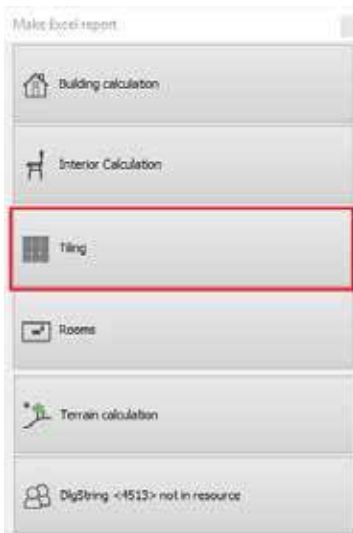 Make Excel report
Building calculation
Interior Calculation
Tiling
Rooms
Terrain calculation
DlgString <4513> not in resource